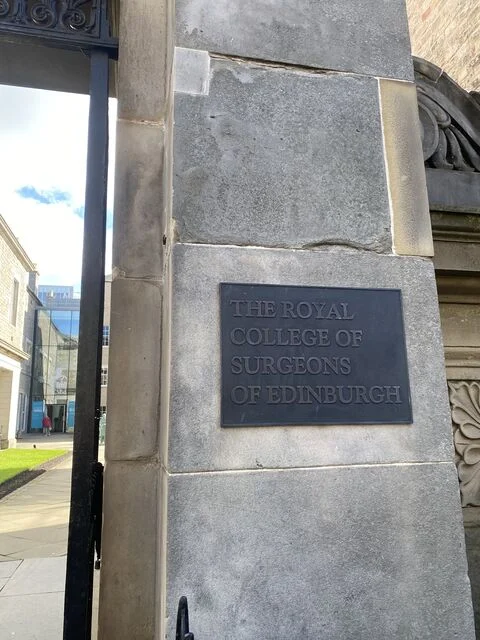 THE ROYAL
COLLEGE OF
SURGEONS
OF EDINBURGH